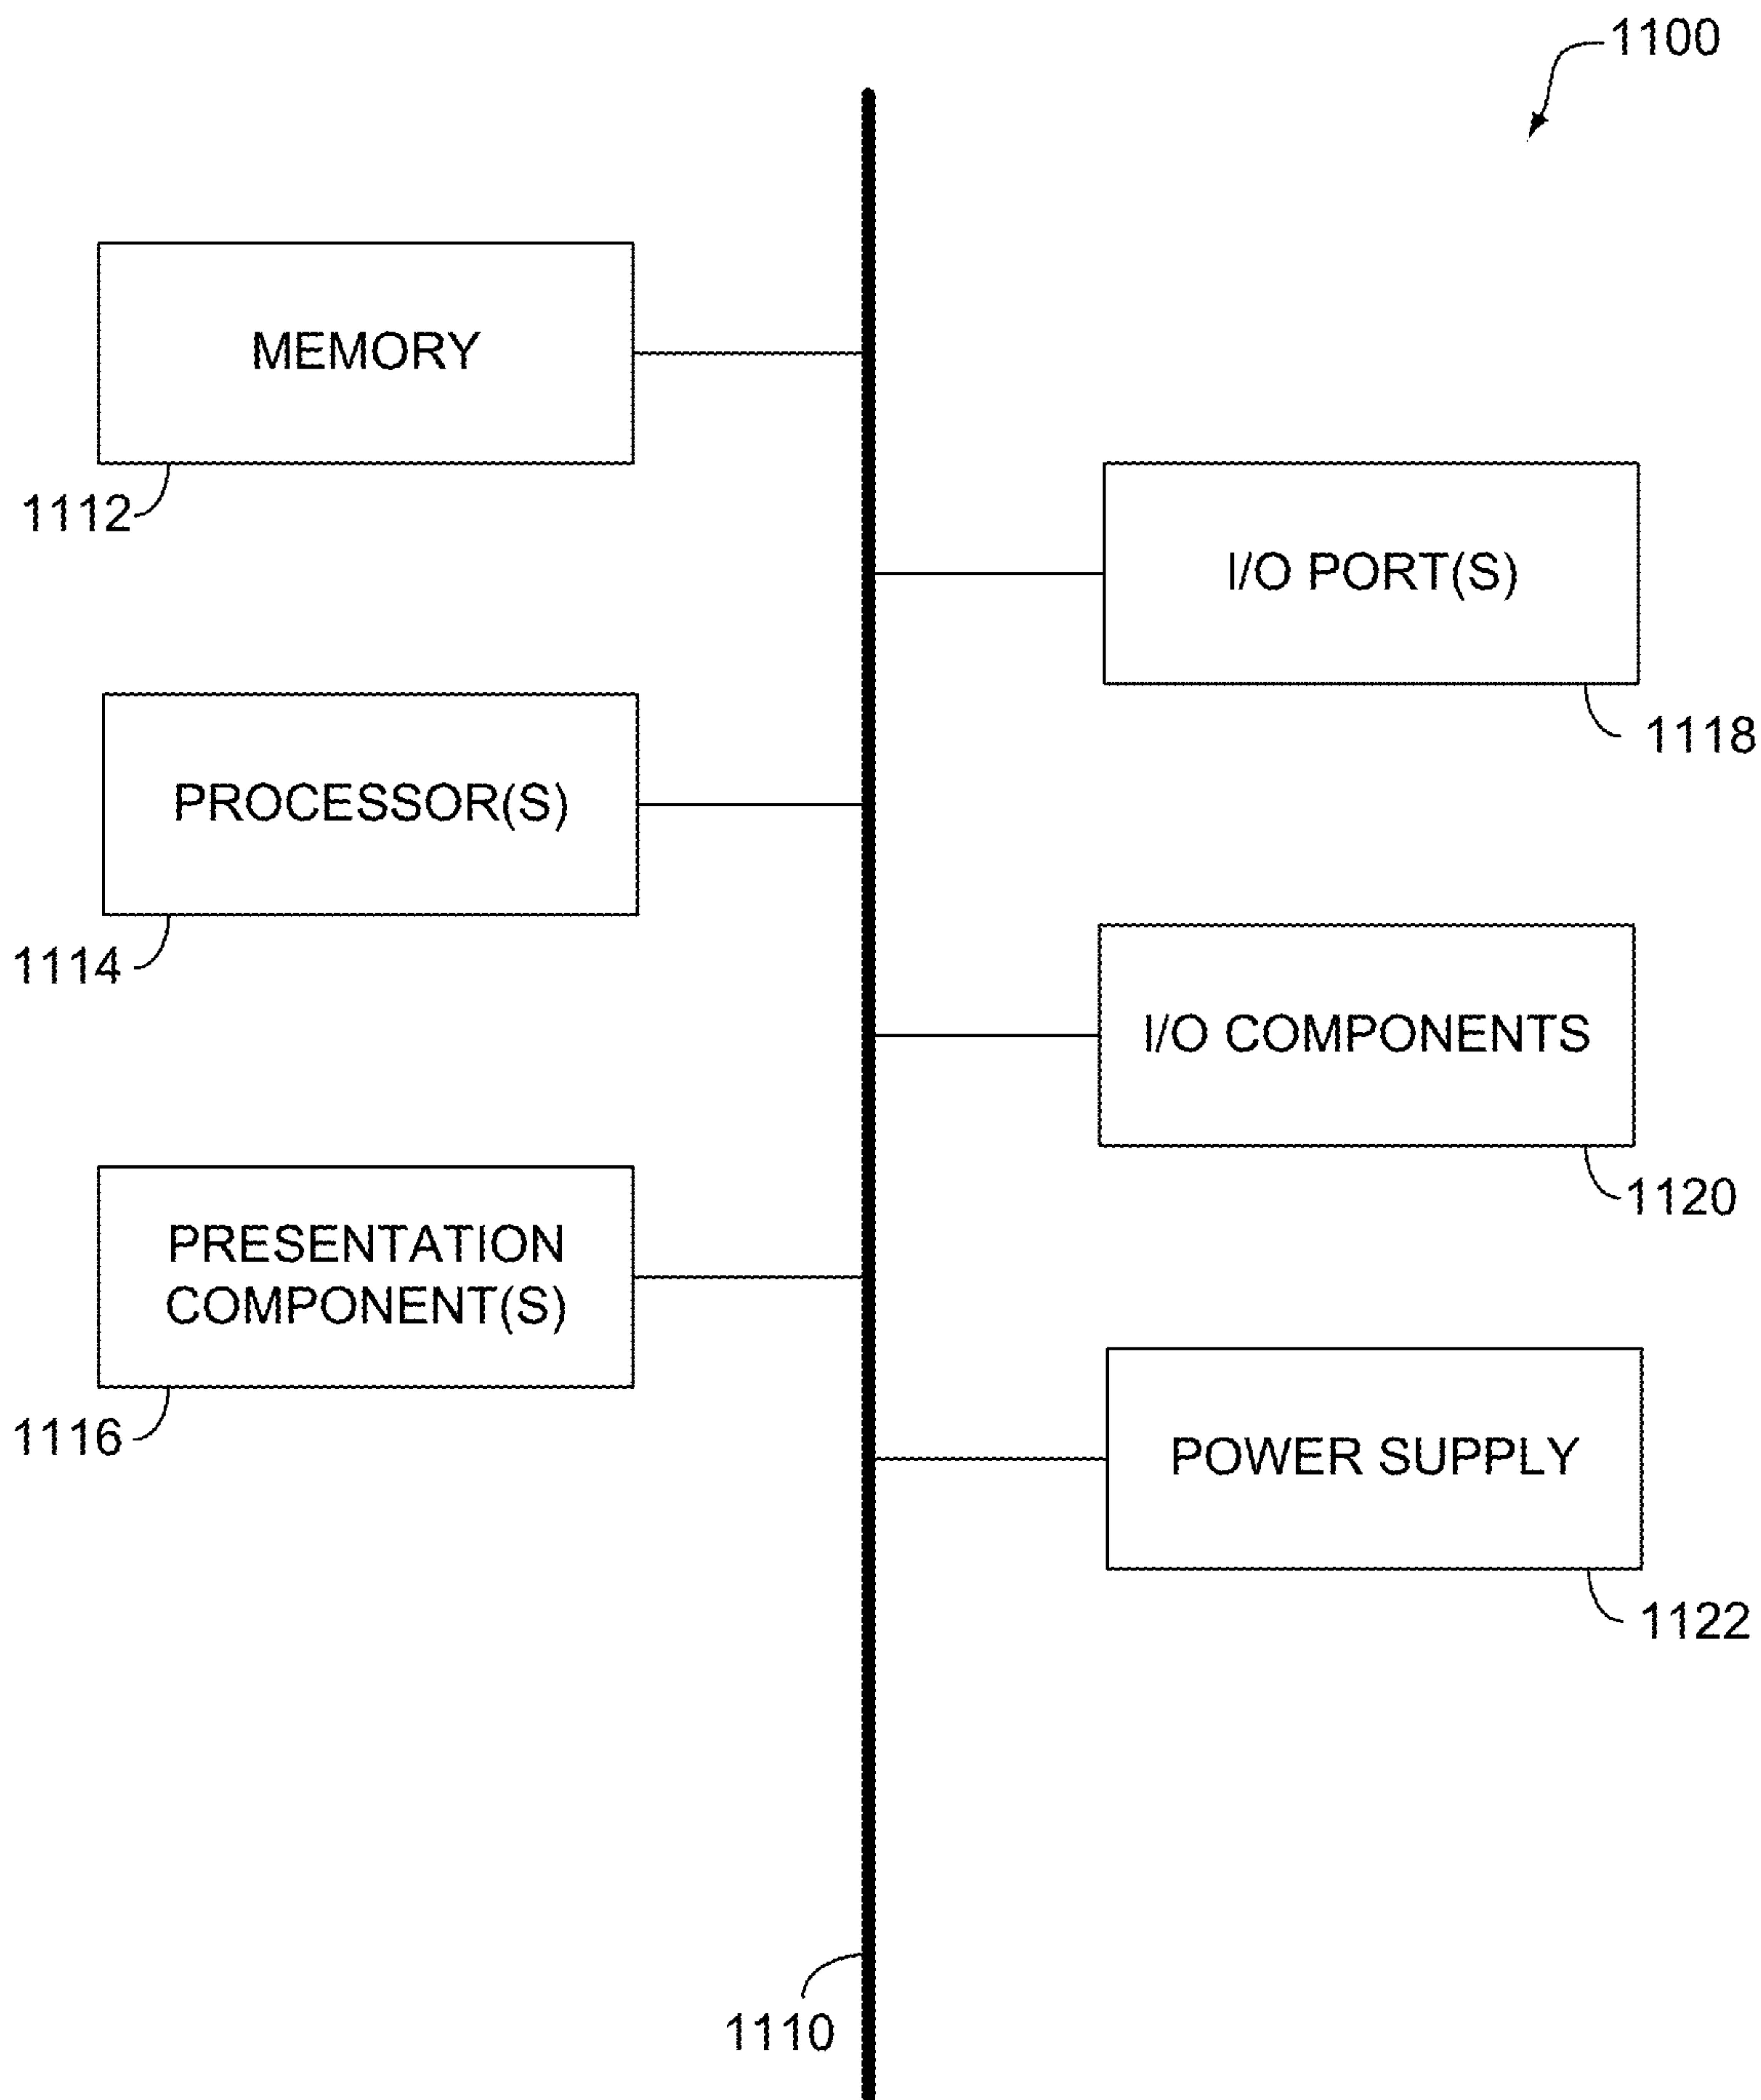 1100
MEMORY
1112
I/O PORT(S)
1118
PROCESSOR(S)
1114
I/O COMPONENTS
1120
PRESENTATION
COMPONENT(S)
1116
POWER SUPPLY
1122
1110